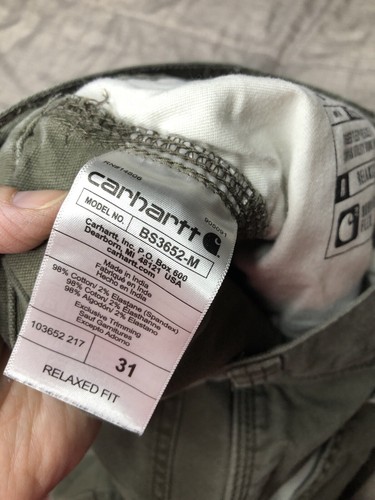 RN#14806
carhartt
MODEL NO. BS3652-M
Carhartt, Inc. P.O. Box 600
Dearborn, MI 48121 USA
carhartt.com
Made in India
Fabriqué en Inde
Hecho en India
98% Cotton/ 2% Elastane (Spandex)
98% Coton/ 2% Élasthanne
98% Algodón/ 2% Elastano
Exclusive Trimming
Sauf Garnitures
Excepto Adorno
103652 217
31
RELAXED FIT